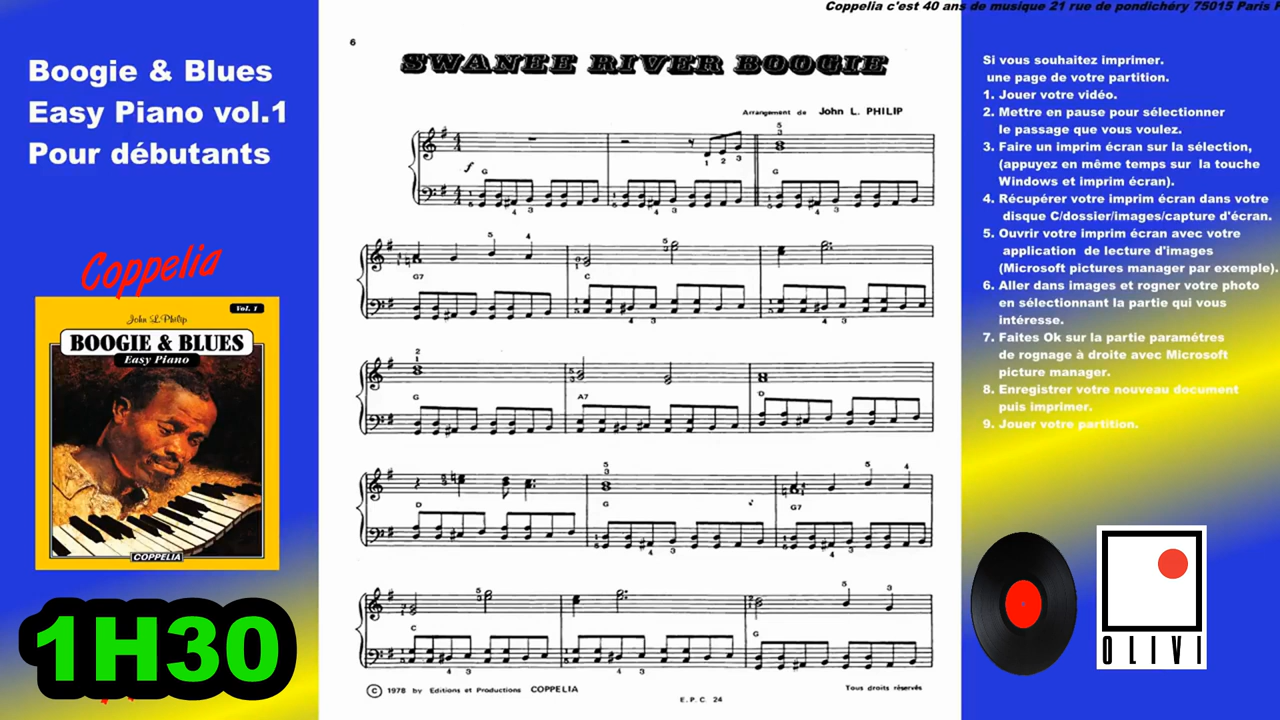 Coppelia c'est 40 ans de musique 21 rue de pondichéry 75015 Paris
Boogie & Blues
Easy Piano vol.1
Pour débutants
Coppelia
Vol. 1
John L. Philip
BOOGIE & BLUES
Easy Piano
COPPELIA
1H30
6
SWANEE RIVER BOOGIE
Arrangement de John L. PHILIP
G G
G7 C
G A7 D
D G G7
C G
© 1978 by Editions et Productions COPPELIA
Tous droits réservés
E.P.C 24
Si vous souhaitez imprimer.
une page de votre partition.
1. Jouer votre vidéo.
2. Mettre en pause pour sélectionner
le passage que vous voulez.
3. Faire un imprim écran sur la sélection,
(appuyez en même temps sur la touche
Windows et imprim écran).
4. Récupérer votre imprim écran dans votre
disque C/dossier/images/capture d'écran.
5. Ouvrir votre imprim écran avec votre
application de lecture d'images
(Microsoft pictures manager par exemple).
6. Aller dans images et rogner votre photo
en sélectionnant la partie qui vous
intéresse.
7. Faites Ok sur la partie paramétres
de rognage à droite avec Microsoft
picture manager.
8. Enregistrer votre nouveau document
puis imprimer.
9. Jouer votre partition.
OLIVI